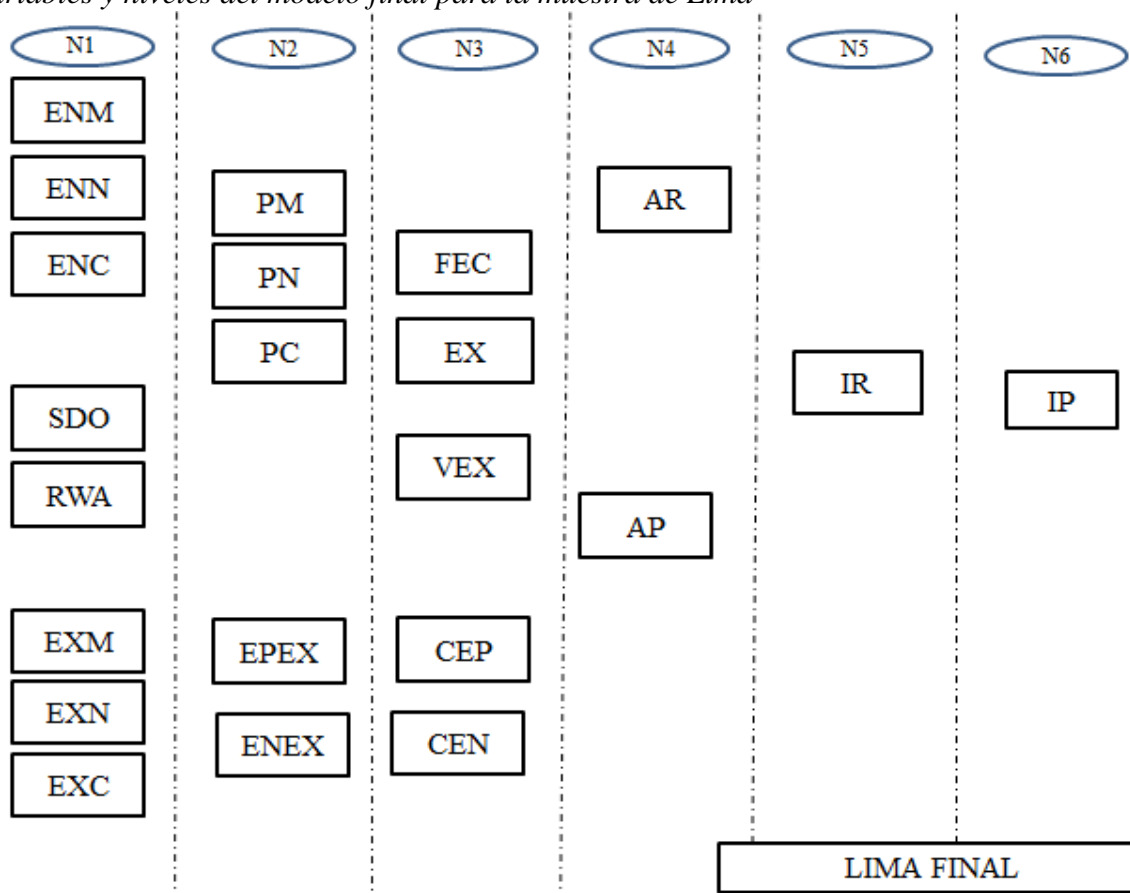 riables y niveles del modelo final para la muestra de Lima
N1 N2 N3 N4 N5 N6
ENM
ENN PM AR
ENC PN FEC
PC EX IR IP
SDO
RWA VEX
AP
EXM EPEX CEP
EXN
ENEX CEN
EXC
LIMA FINAL